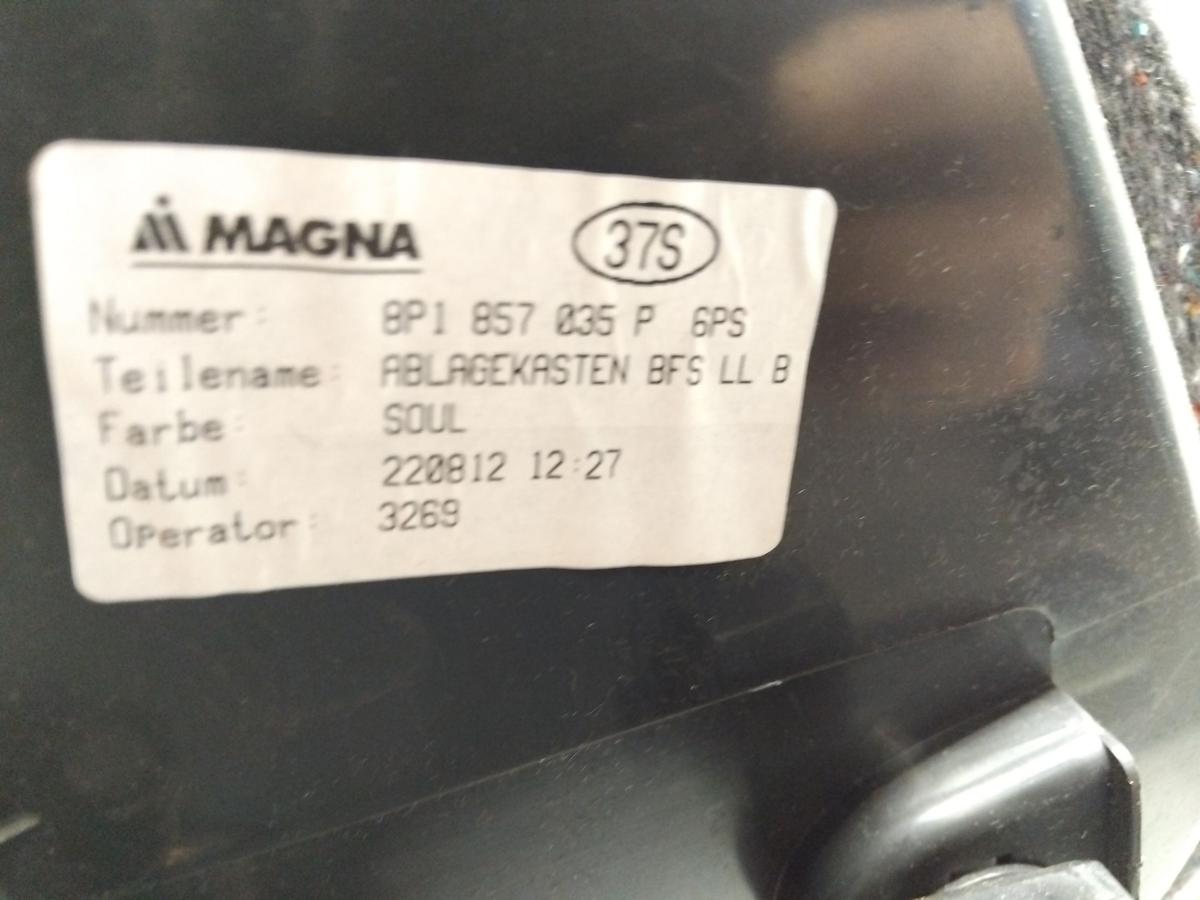 MAGNA 37S
Nummer: 8P1 857 035 P 6PS
Teilename: ABLAGEKASTEN BFS LL B
Farbe: SOUL
Datum: 220812 12:27
Operator: 3269